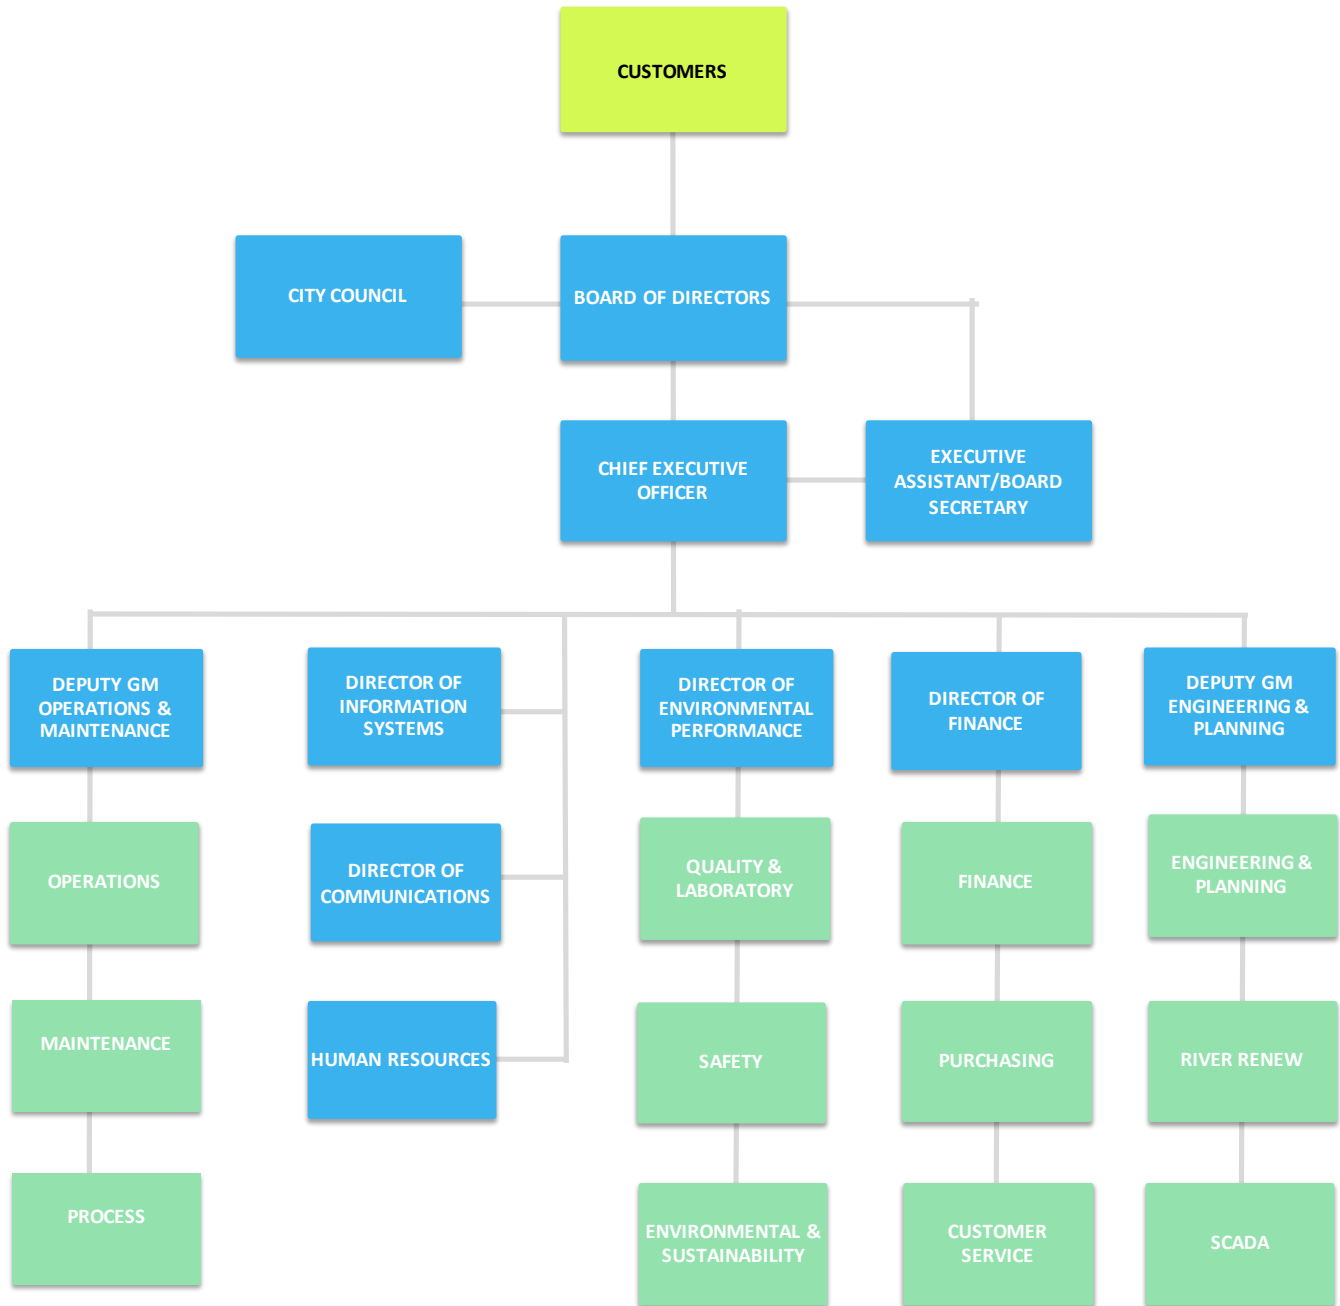 CUSTOMERS
CITY COUNCIL
BOARD OF DIRECTORS
CHIEF EXECUTIVE
OFFICER
EXECUTIVE
ASSISTANT/BOARD
SECRETARY
DEPUTY GM
OPERATIONS &
MAINTENANCE
DIRECTOR OF
INFORMATION
SYSTEMS
DIRECTOR OF
ENVIRONMENTAL
PERFORMANCE
DIRECTOR OF
FINANCE
DEPUTY GM
ENGINEERING &
PLANNING
OPERATIONS
DIRECTOR OF
COMMUNICATIONS
QUALITY &
LABORATORY
FINANCE
ENGINEERING &
PLANNING
MAINTENANCE
HUMAN RESOURCES
SAFETY
PURCHASING
RIVER RENEW
PROCESS
ENVIRONMENTAL &
SUSTAINABILITY
CUSTOMER
SERVICE
SCADA